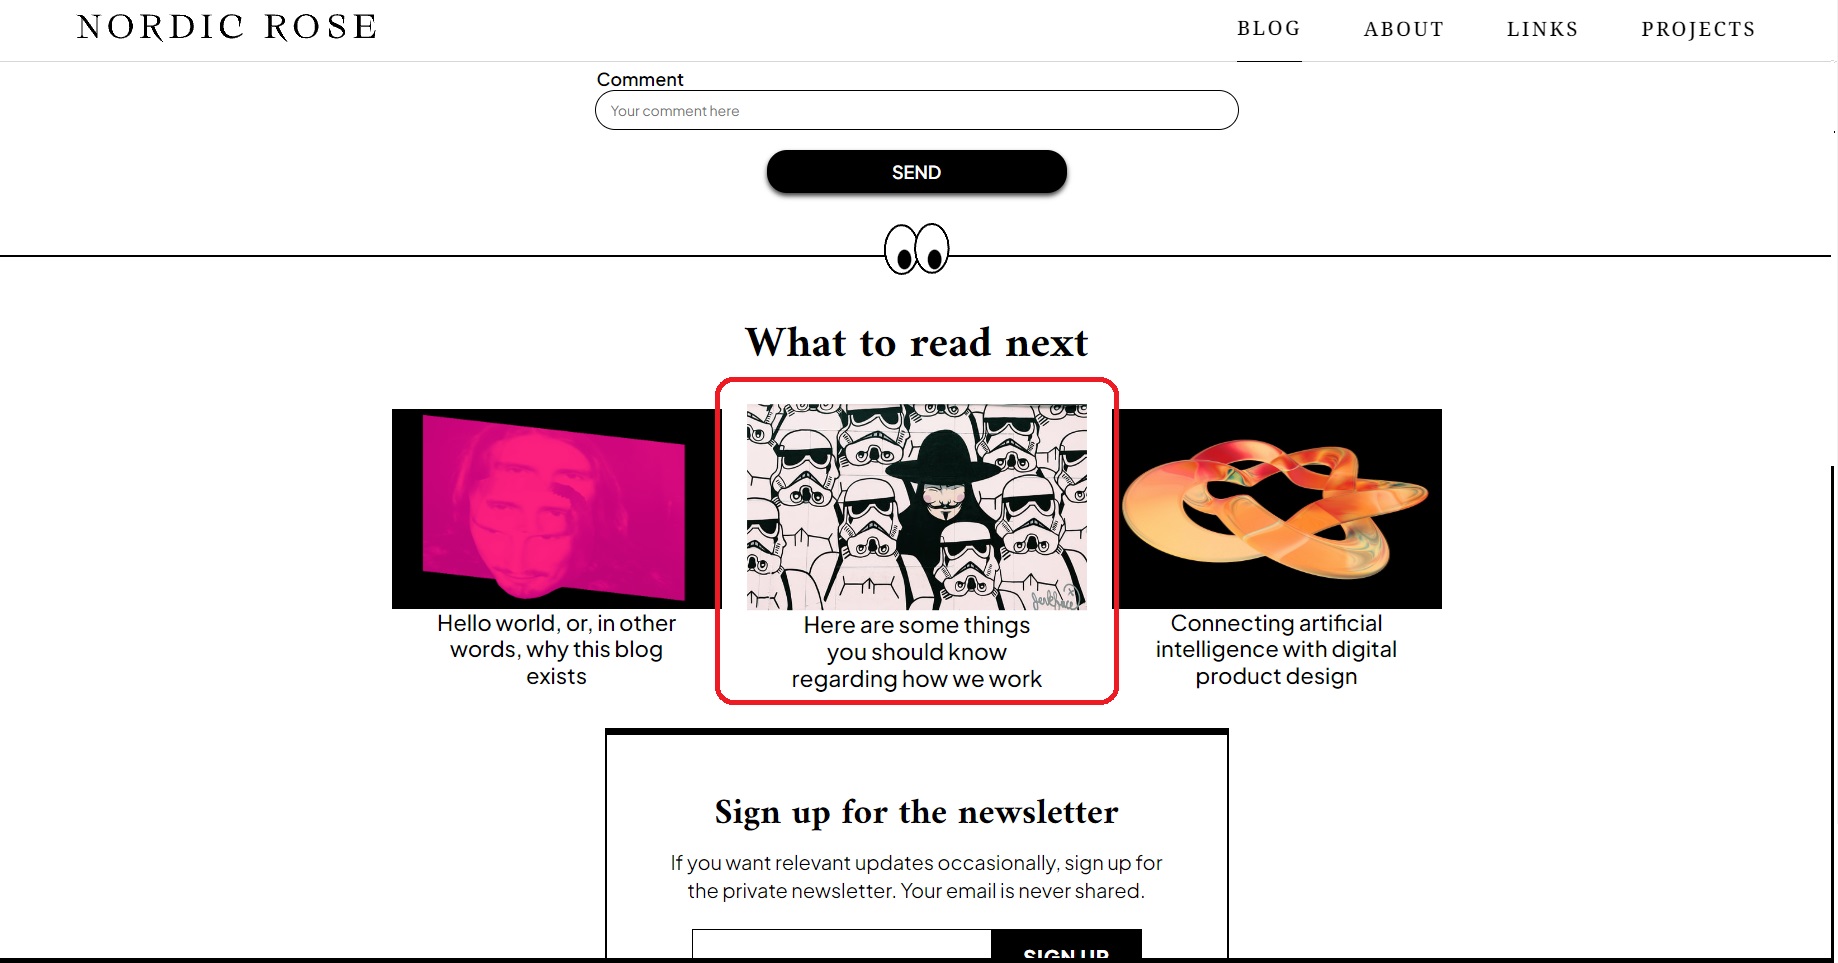 NORDIC ROSE
BLOG ABOUT LINKS PROJECTS
Comment
Your comment here
SEND
What to read next
Hello world, or, in other
words, why this blog
exists
Jerkface
Here are some things
you should know
regarding how we work
Connecting artificial
intelligence with digital
product design
Sign up for the newsletter
If you want relevant updates occasionally, sign up for
the private newsletter. Your email is never shared.
SIGN UP